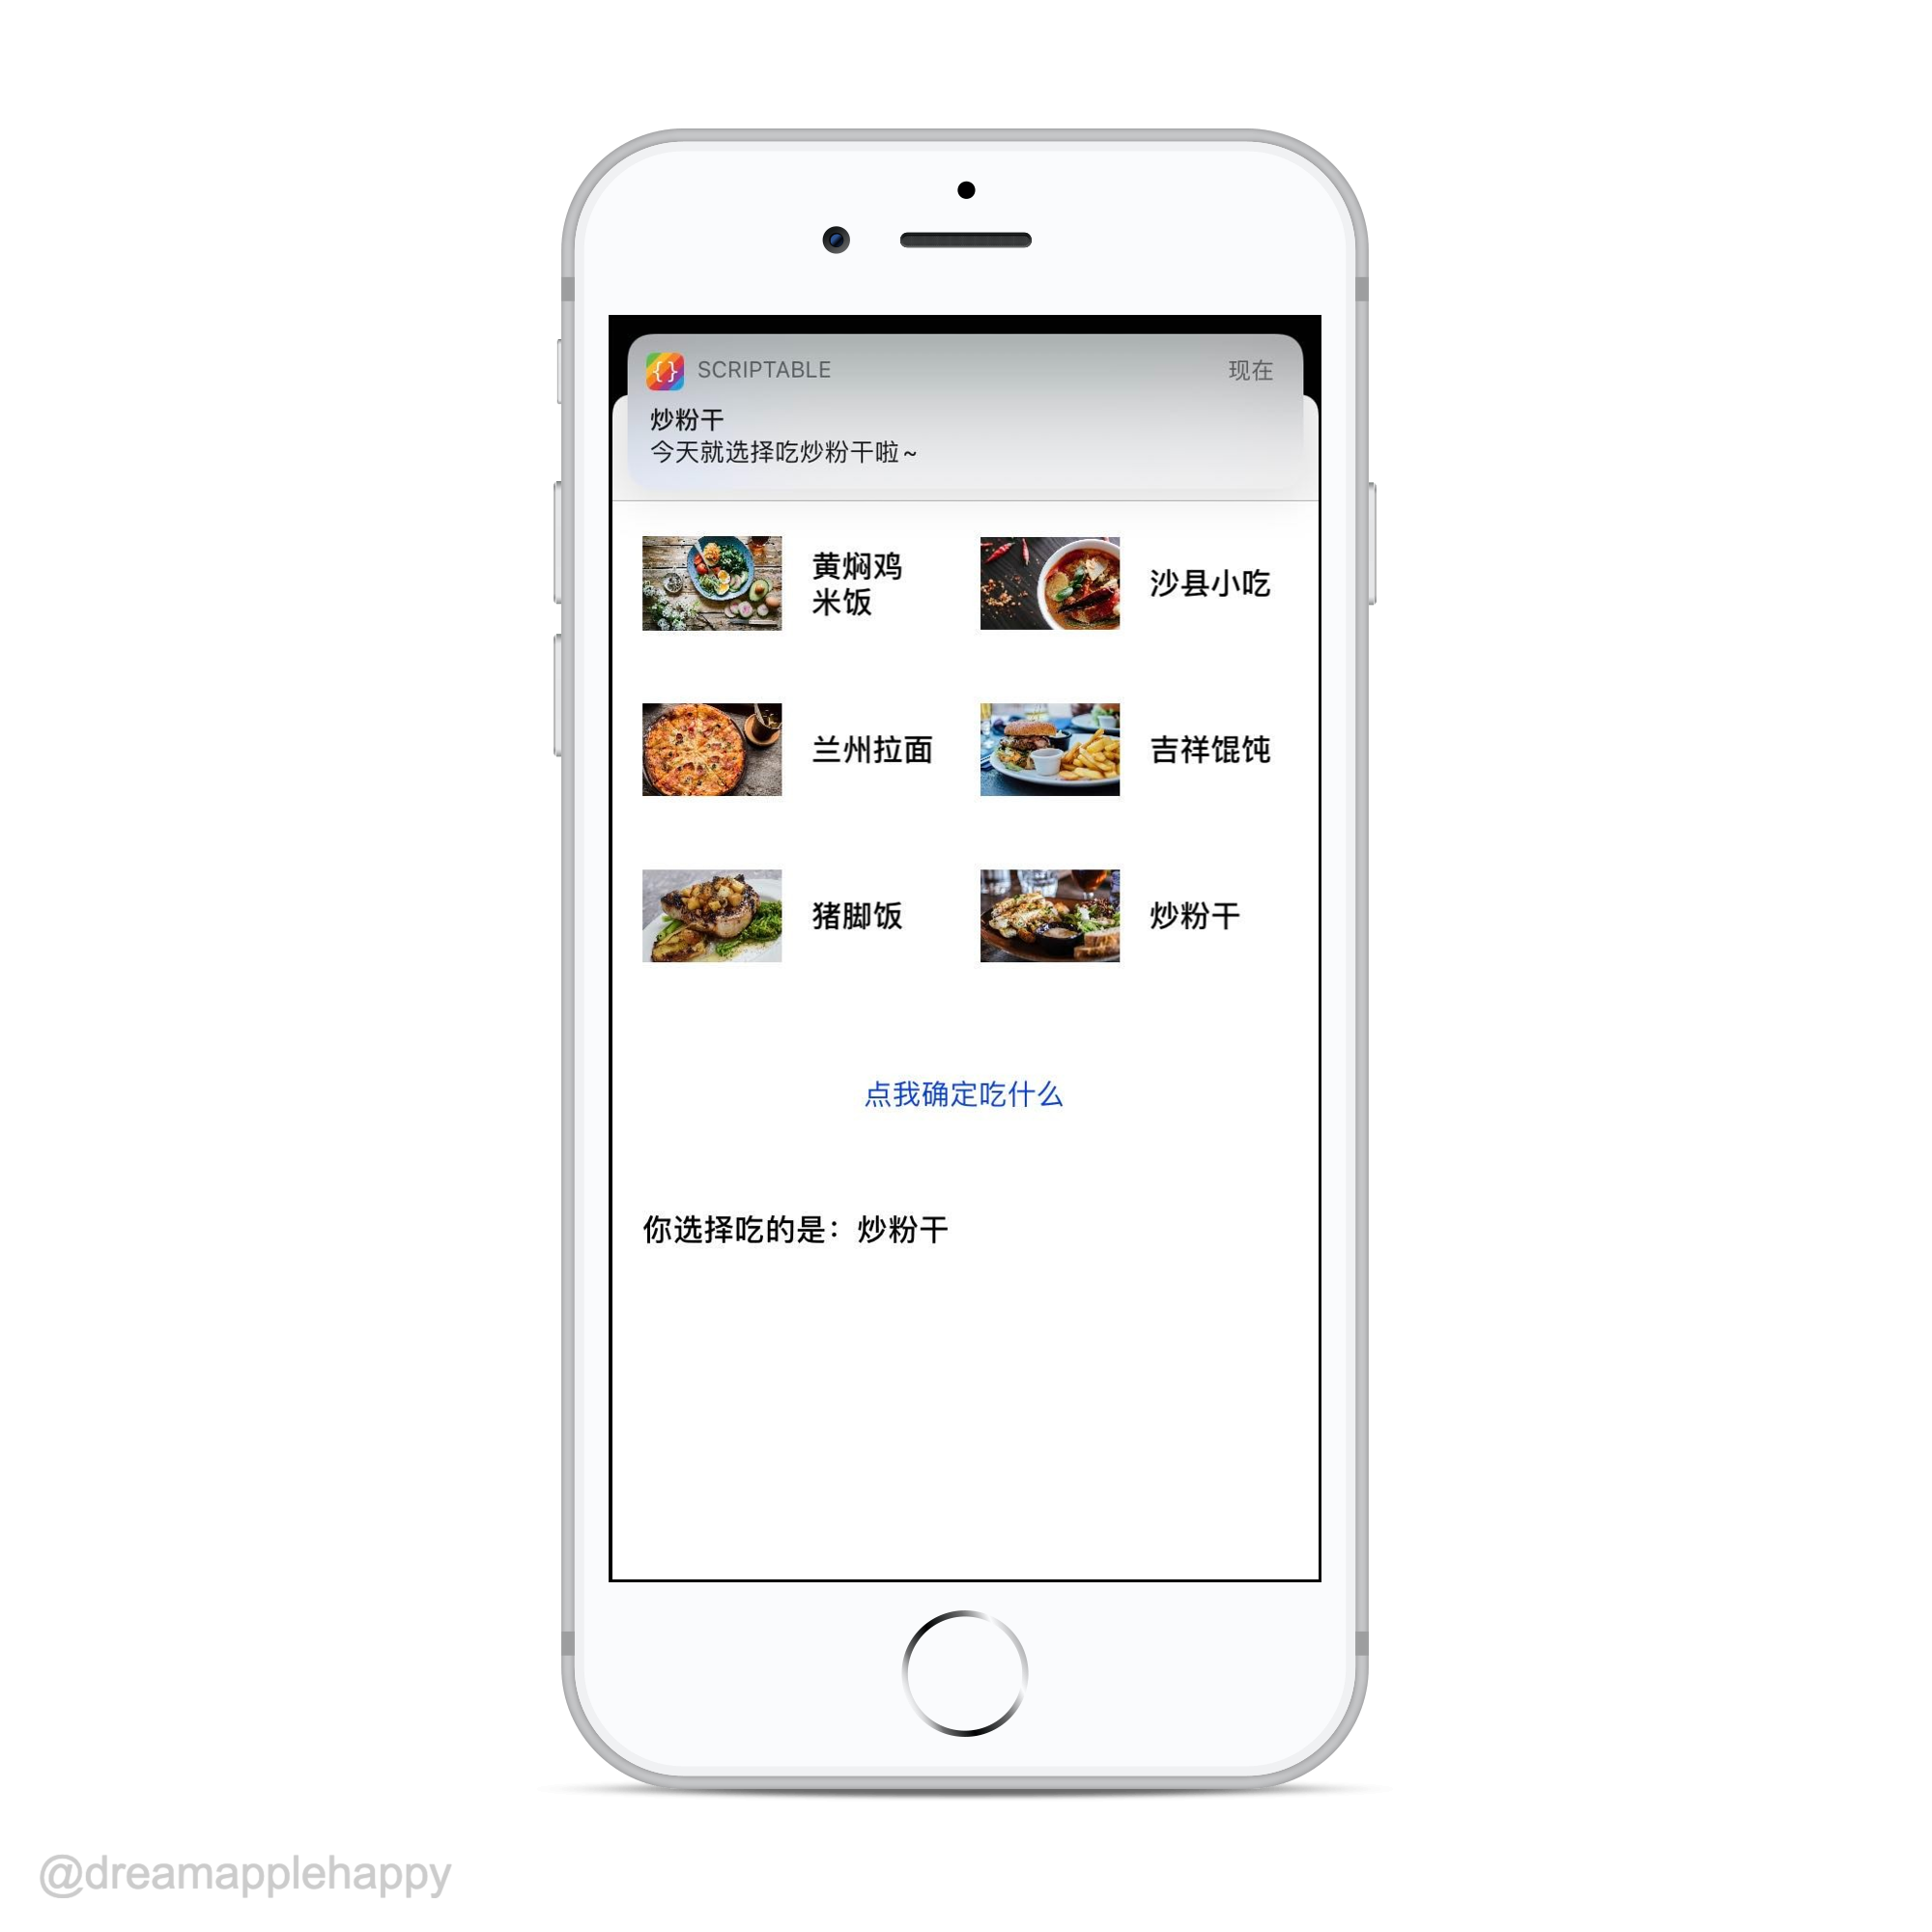 {}
SCRIPTABLE 现在
炒粉干
今天就选择吃炒粉干啦~
黄焖鸡
米饭
沙县小吃
兰州拉面
吉祥馄饨
猪脚饭
炒粉干
点我确定吃什么
你选择吃的是：炒粉干
@dreamapplehappy